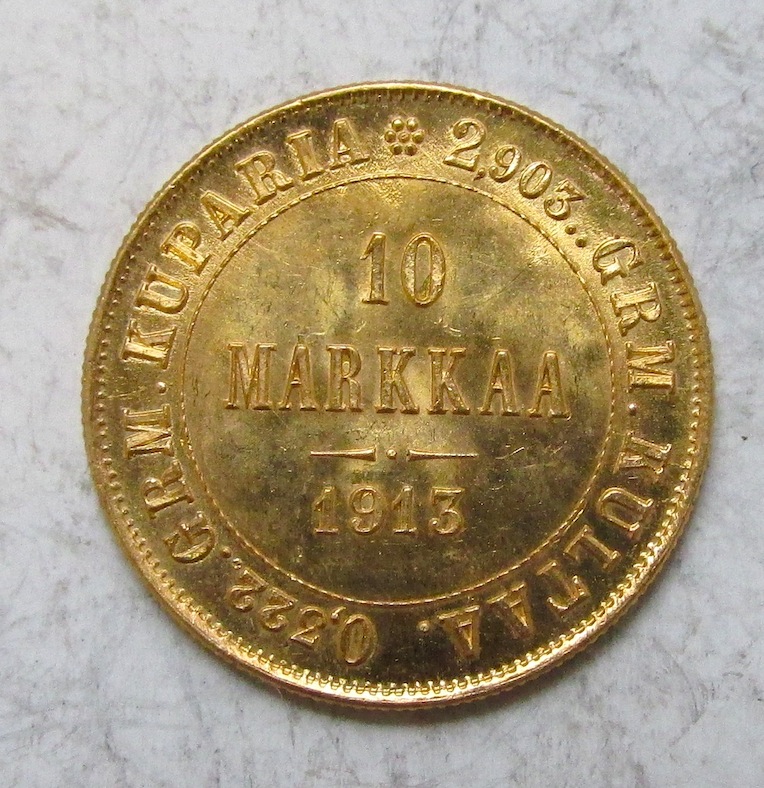 2,903..GRM.KULTAA.
0,322..GRM.KUPARIA
10
MARKKAA
1913